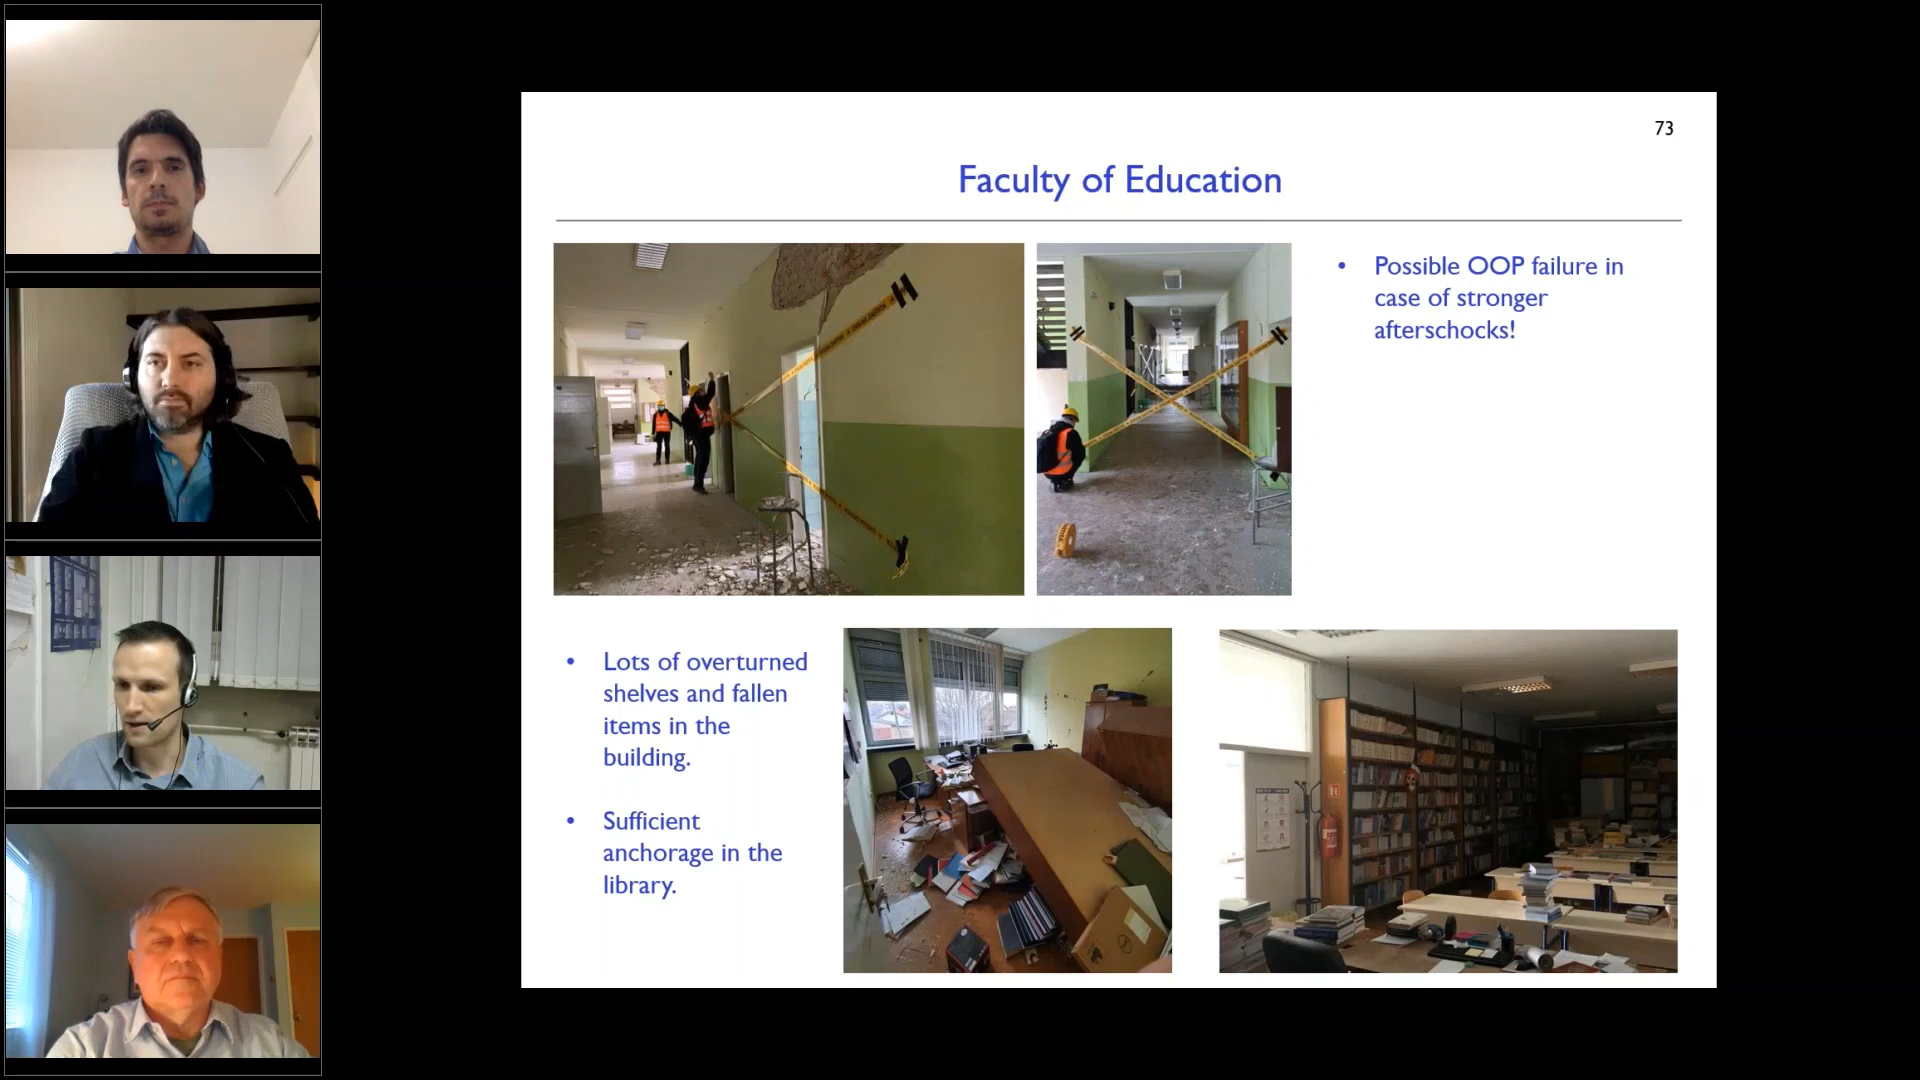 73
Faculty of Education
• Possible OOP failure in
case of stronger
afterschocks!
• Lots of overturned
shelves and fallen
items in the
building.
• Sufficient
anchorage in the
library.